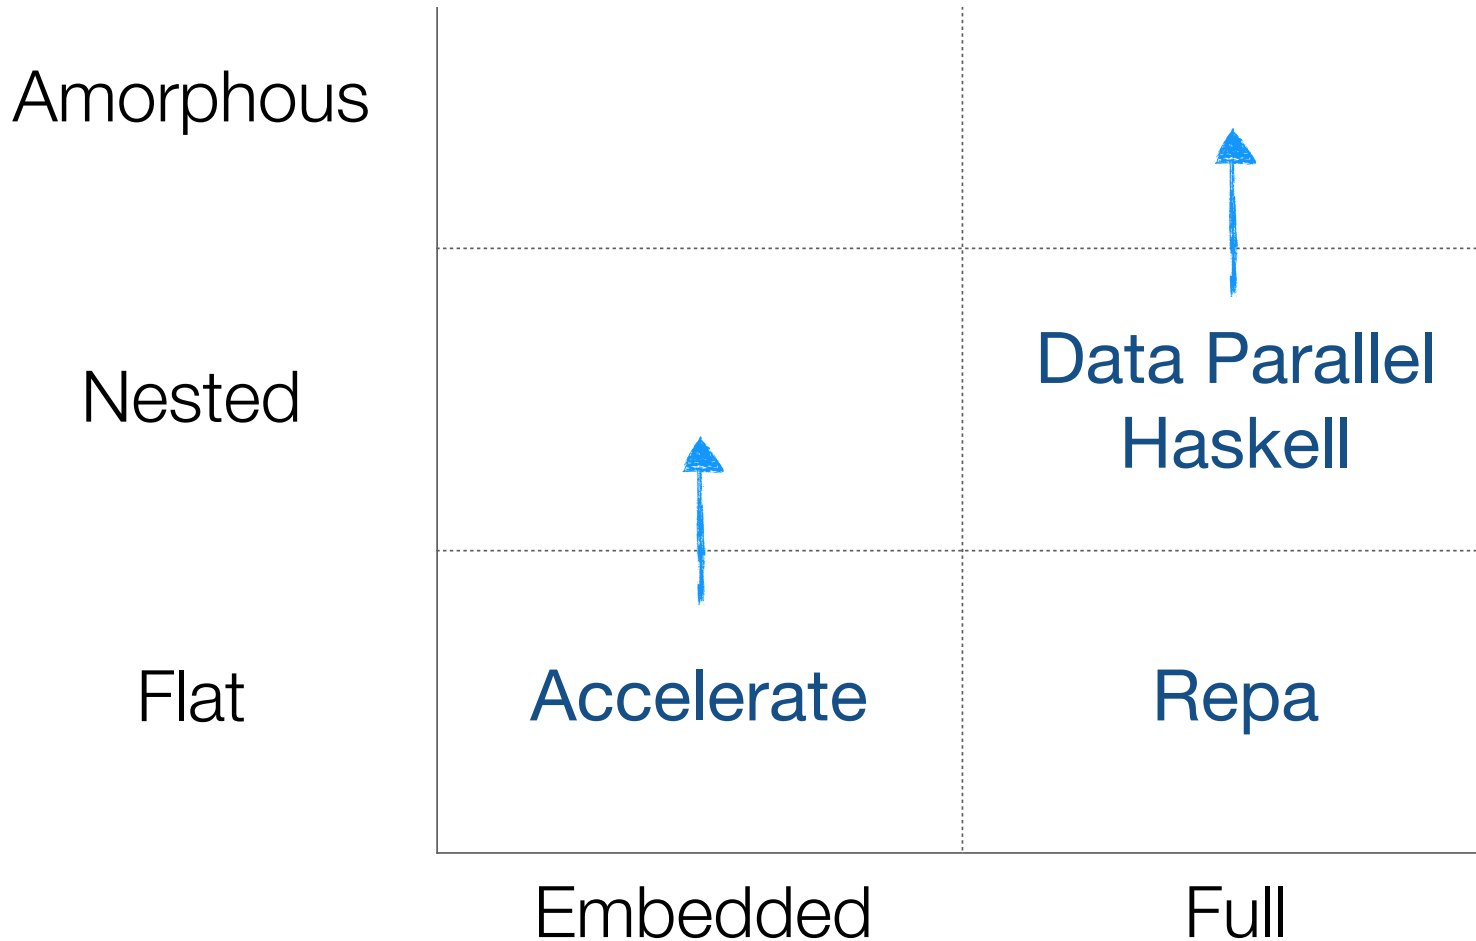 Amorphous
Data Parallel
Nested
Haskell
Flat
Accelerate
Repa
Embedded
Full